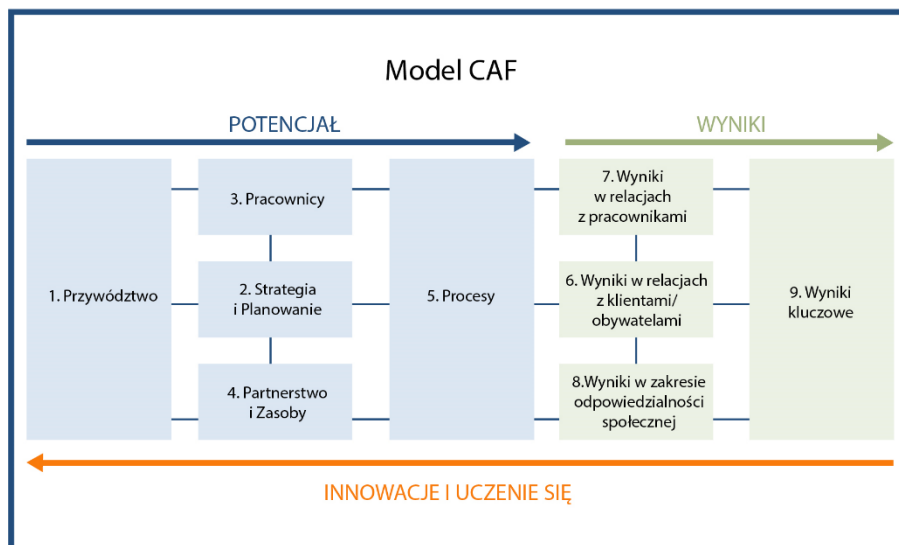 Model CAF
POTENCJAŁ
WYNIKI
1. Przywództwo
3. Pracownicy
2. Strategia
i Planowanie
4. Partnerstwo
i Zasoby
5. Procesy
7. Wyniki
w relacjach
z pracownikami
6. Wyniki w relacjach
z klientami/
obywatelami
8.Wyniki w zakresie
odpowiedzialności
społecznej
9. Wyniki
kluczowe
INNOWACJE I UCZENIE SIĘ